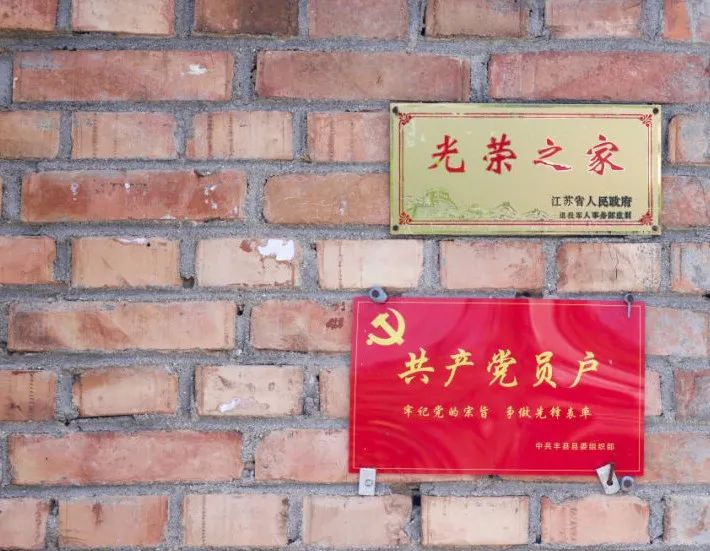 光荣之家
江苏省人民政府
退役军人事务部监制
共产党员户
牢记党的宗旨 争做先锋表率
中共丰县县委组织部